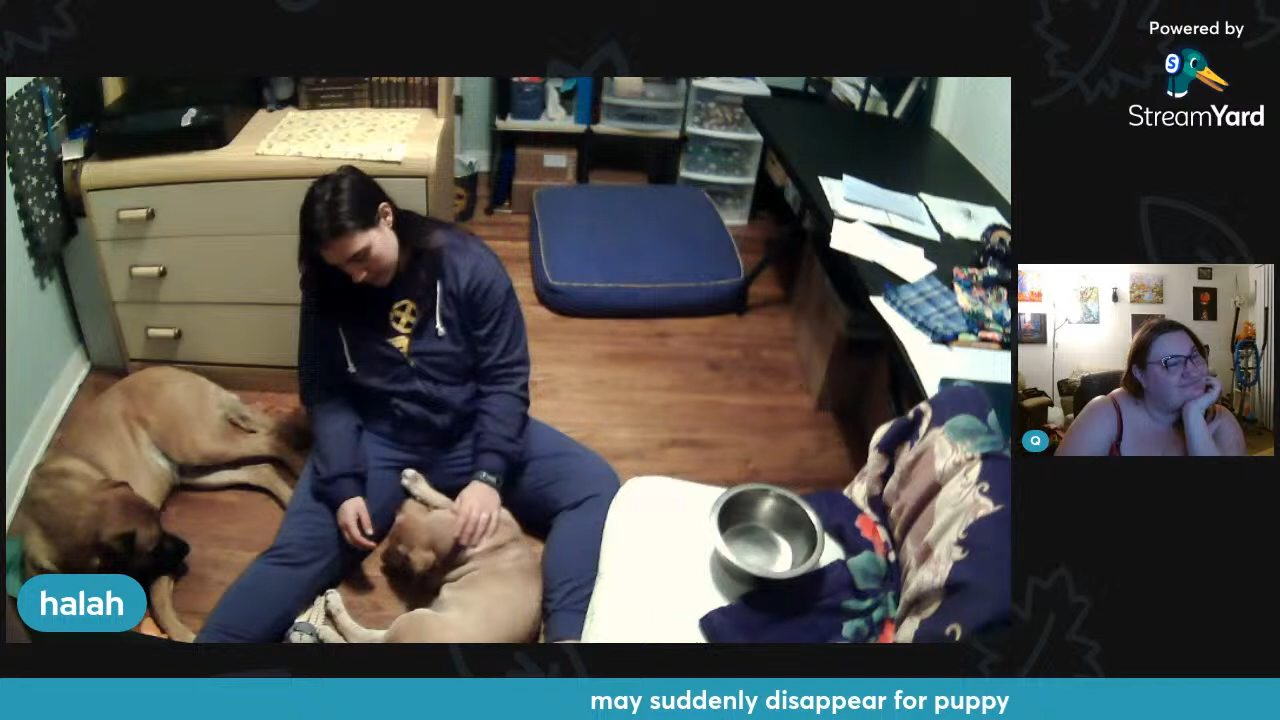 Powered by
S
StreamYard
Q
halah
may suddenly disappear for puppy